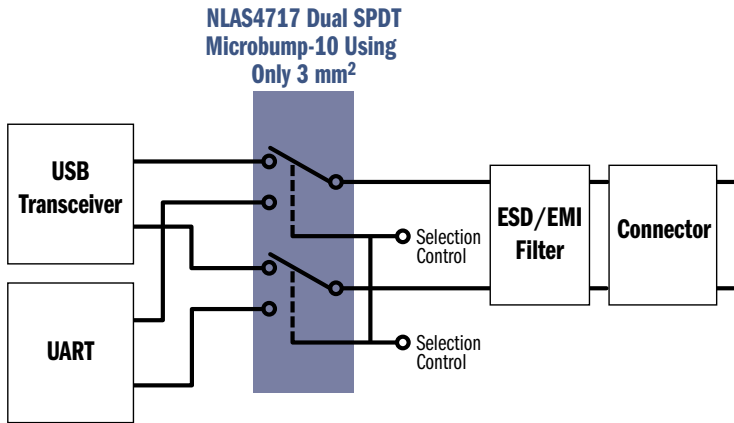 NLAS4717 Dual SPDT
Microbump-10 Using
Only 3 mm²
USB
Transceiver
UART
Selection
Control
Selection
Control
ESD/EMI
Filter
Connector